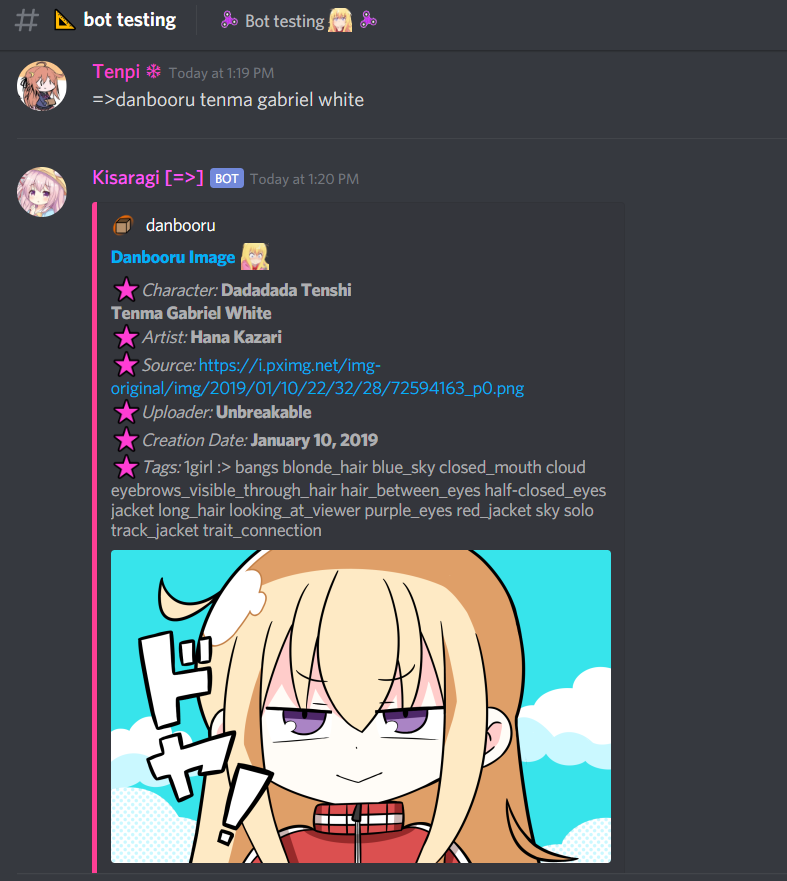 # bot testing Bot testing
Tenpi ❄ Today at 1:19 PM
=>danbooru tenma gabriel white
Kisaragi [=>] BOT Today at 1:20 PM
danbooru
Danbooru Image
Character: Dadadada Tenshi
Tenma Gabriel White
Artist: Hana Kazari
Source: https://i.pximg.net/img-
original/img/2019/01/10/22/32/28/72594163_p0.png
Uploader: Unbreakable
Creation Date: January 10, 2019
Tags: 1girl :> bangs blonde_hair blue_sky closed_mouth cloud
eyebrows_visible_through_hair hair_between_eyes half-closed_eyes
jacket long_hair looking_at_viewer purple_eyes red_jacket sky solo
track_jacket trait_connection
ドヤ!